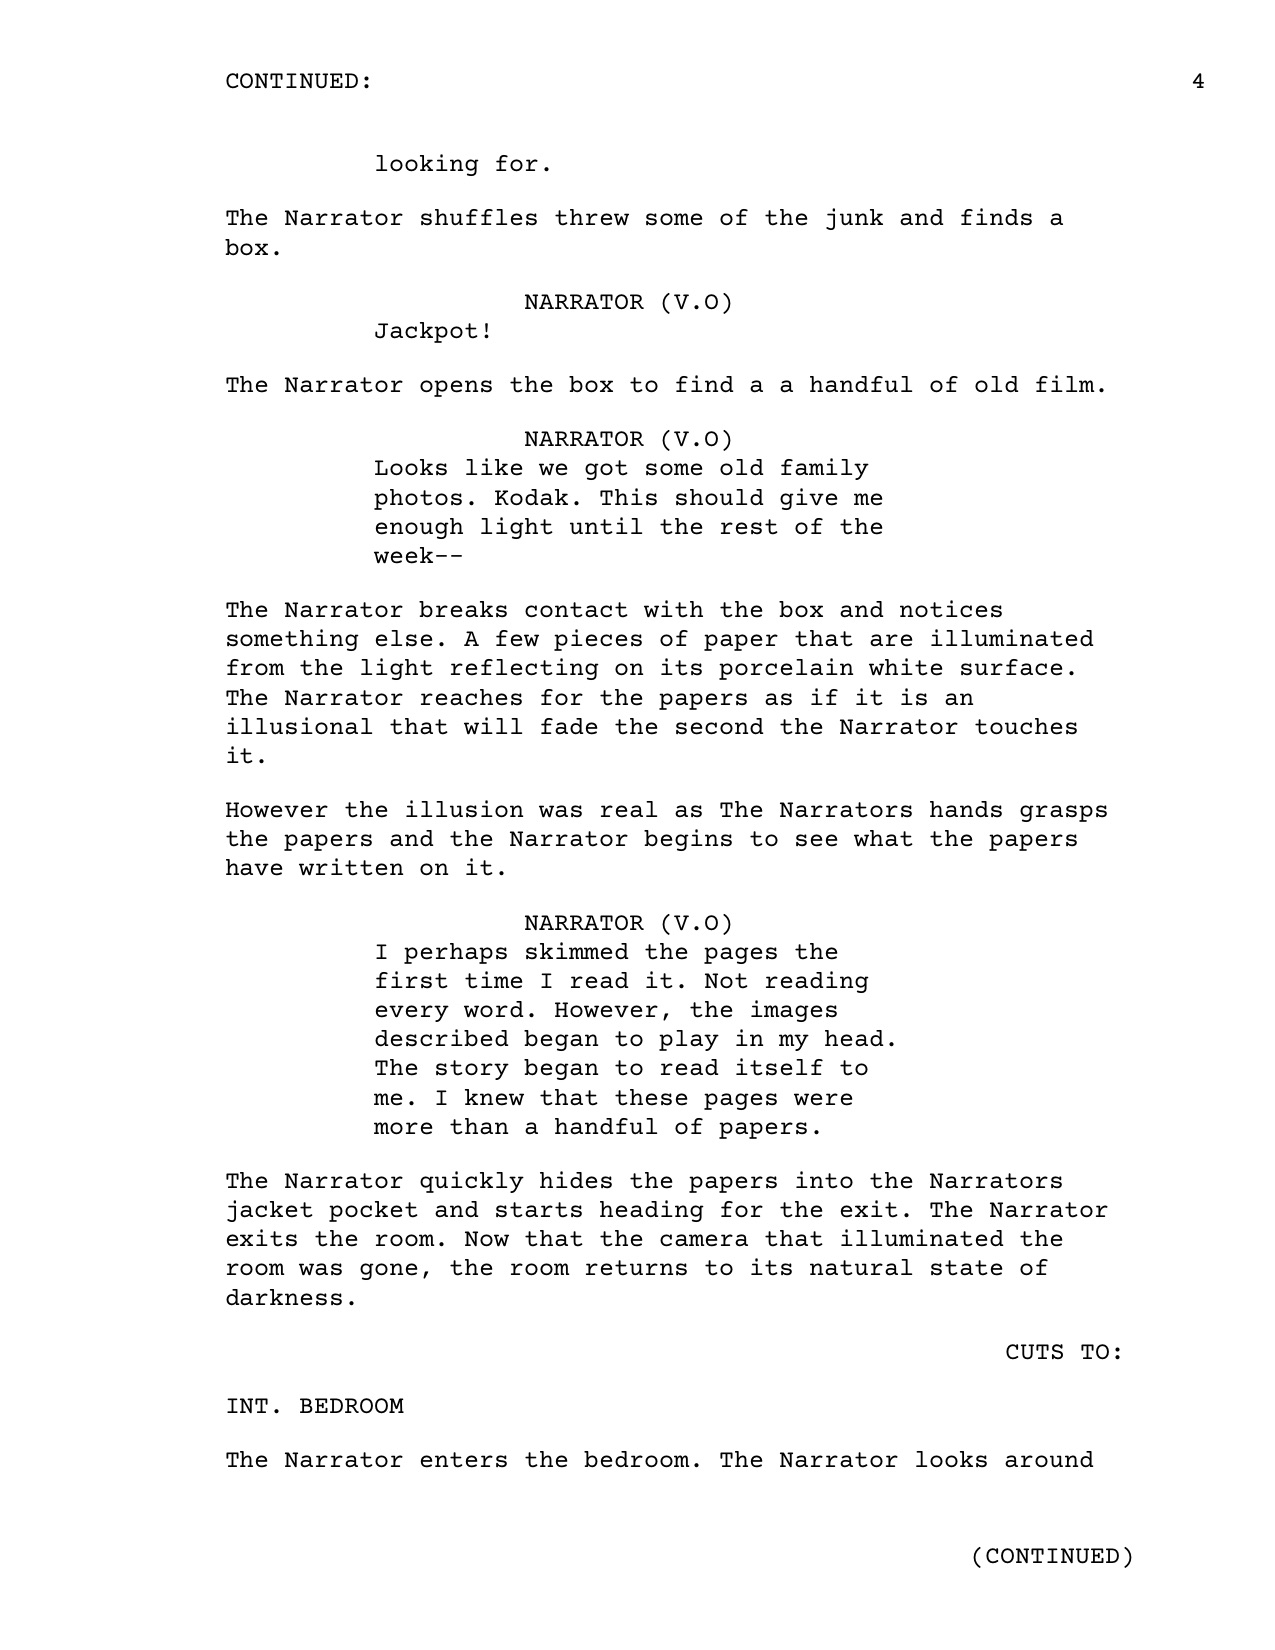 CONTINUED: 4
looking for.
The Narrator shuffles threw some of the junk and finds a
box.
NARRATOR (V.O)
Jackpot!
The Narrator opens the box to find a a handful of old film.
NARRATOR (V.O)
Looks like we got some old family
photos. Kodak. This should give me
enough light until the rest of the
week--
The Narrator breaks contact with the box and notices
something else. A few pieces of paper that are illuminated
from the light reflecting on its porcelain white surface.
The Narrator reaches for the papers as if it is an
illusional that will fade the second the Narrator touches
it.
However the illusion was real as The Narrators hands grasps
the papers and the Narrator begins to see what the papers
have written on it.
NARRATOR (V.O)
I perhaps skimmed the pages the
first time I read it. Not reading
every word. However, the images
described began to play in my head.
The story began to read itself to
me. I knew that these pages were
more than a handful of papers.
The Narrator quickly hides the papers into the Narrators
jacket pocket and starts heading for the exit. The Narrator
exits the room. Now that the camera that illuminated the
room was gone, the room returns to its natural state of
darkness.
CUTS TO:
INT. BEDROOM
The Narrator enters the bedroom. The Narrator looks around
(CONTINUED)